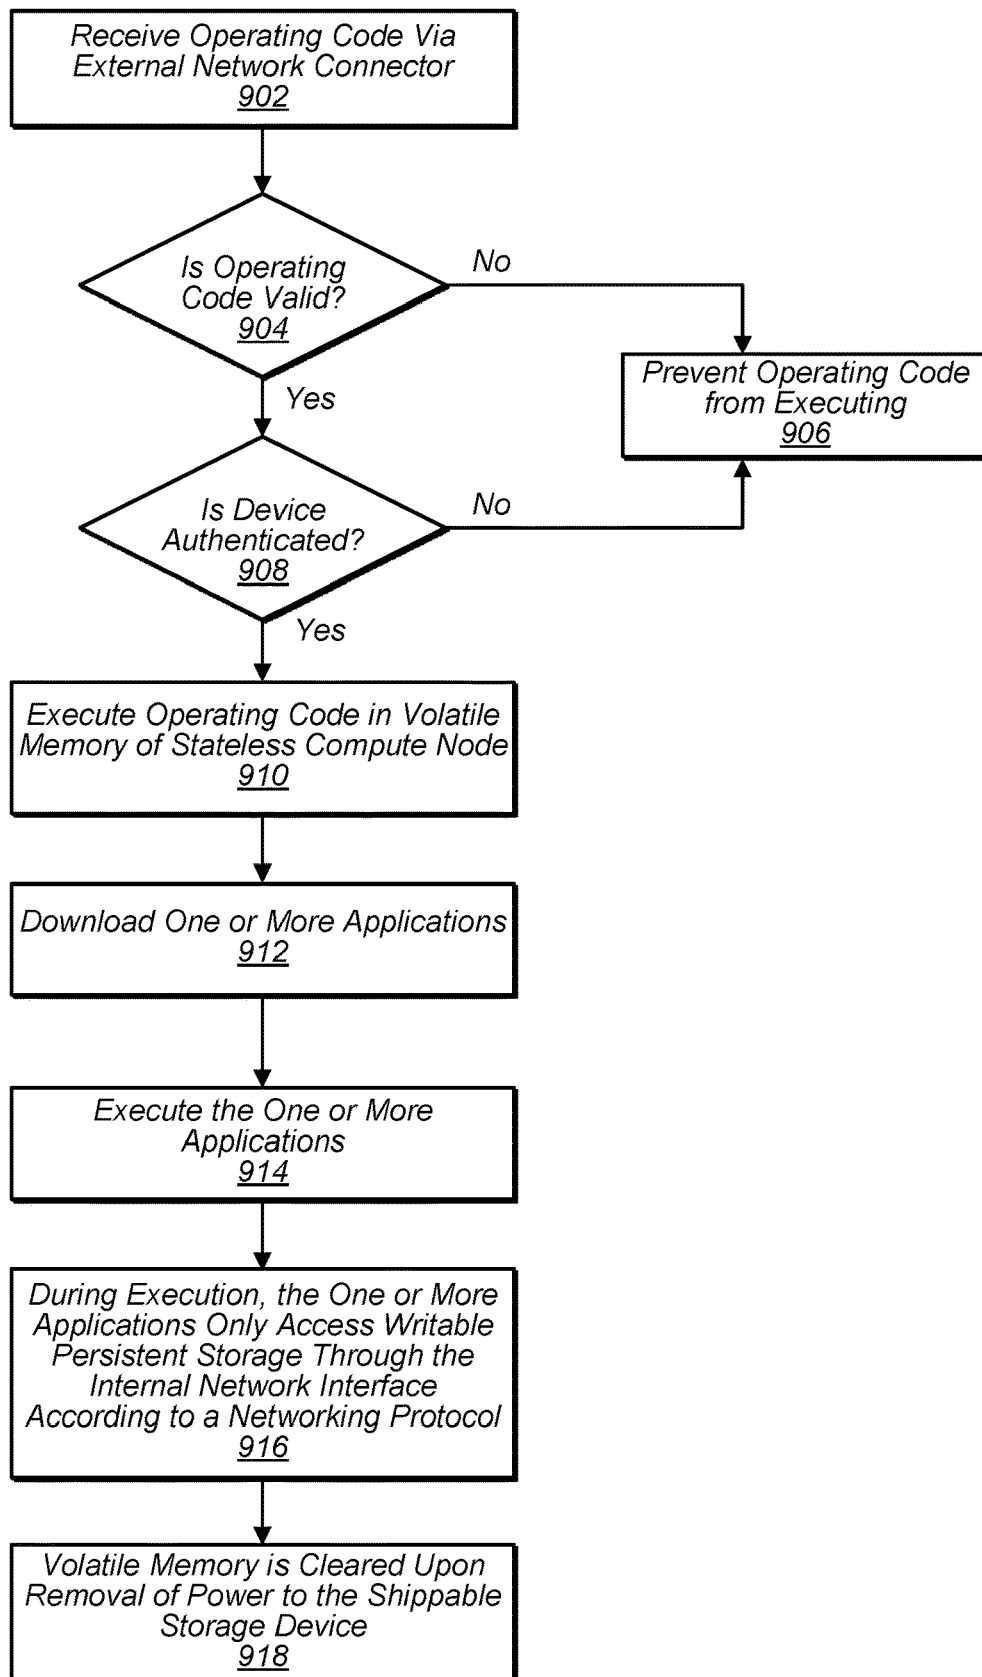 Receive Operating Code Via
External Network Connector
902
Is Operating
Code Valid?
904
No
Yes
Prevent Operating Code
from Executing
906
Is Device
Authenticated?
908
No
Yes
Execute Operating Code in Volatile
Memory of Stateless Compute Node
910
Download One or More Applications
912
Execute the One or More
Applications
914
During Execution, the One or More
Applications Only Access Writable
Persistent Storage Through the
Internal Network Interface
According to a Networking Protocol
916
Volatile Memory is Cleared Upon
Removal of Power to the Shippable
Storage Device
918